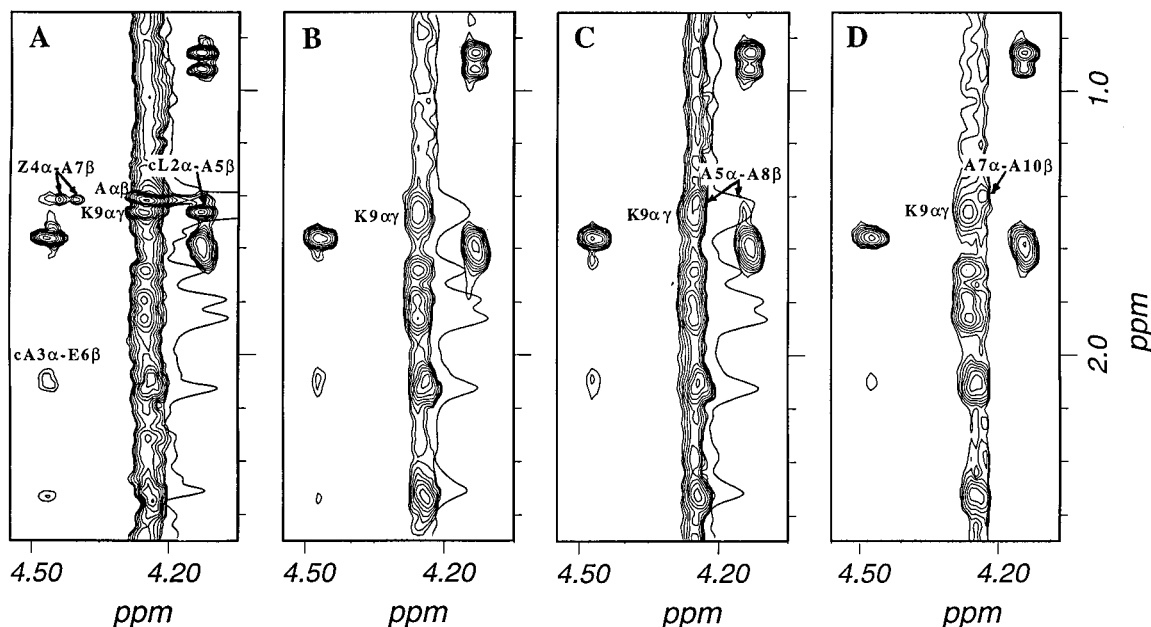 A
B
C
D
1.0
Z4α-A7β
cL2α-A5β
Aαβ
K9αγ
K9αγ
A5α-A8β
K9αγ
A7α-A10β
K9αγ
cA3α-E6β
2.0
ppm
4.50 4.20 4.50 4.20 4.50 4.20 4.50 4.20
ppm ppm ppm ppm